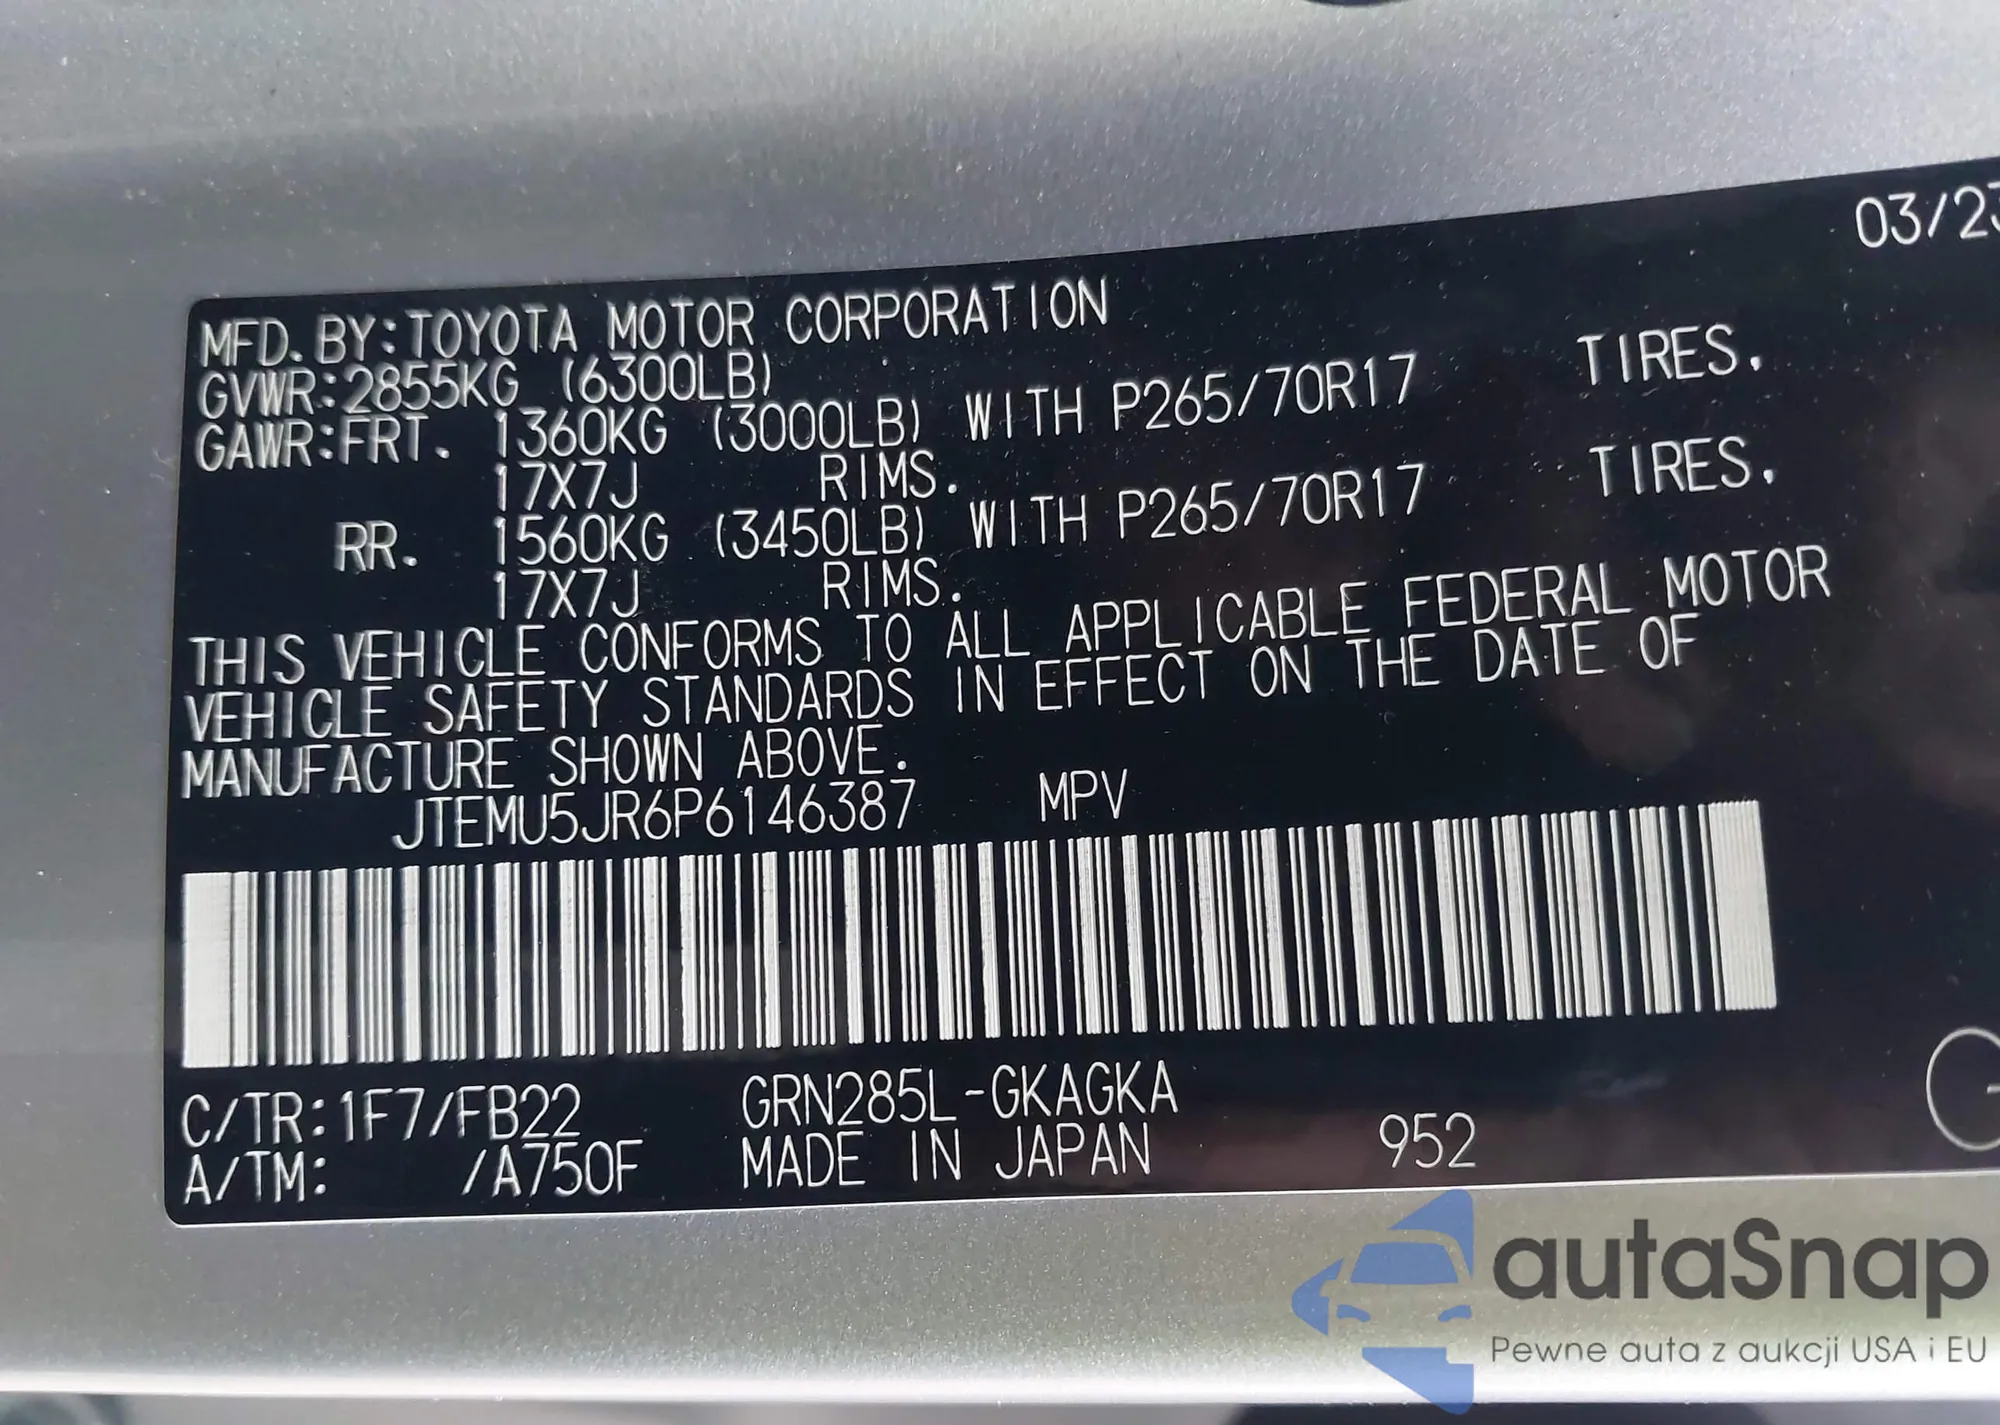 03/23
MFD. BY:TOYOTA MOTOR CORPORATION
GVWR:2855KG (6300LB)
GAWR:FRT. 1360KG (3000LB) WITH P265/70R17 TIRES.
17X7J RIMS.
RR. 1560KG (3450LB) WITH P265/70R17 TIRES.
17X7J RIMS.
THIS VEHICLE CONFORMS TO ALL APPLICABLE FEDERAL MOTOR
VEHICLE SAFETY STANDARDS IN EFFECT ON THE DATE OF
MANUFACTURE SHOWN ABOVE.
JTEMU5JR6P6146387 MPV
C/TR:1F7/FB22 GRN285L-GKAGKA
A/TM: /A750F MADE IN JAPAN 952
G
autaSnap
Pewne auta z aukcji USA i EU